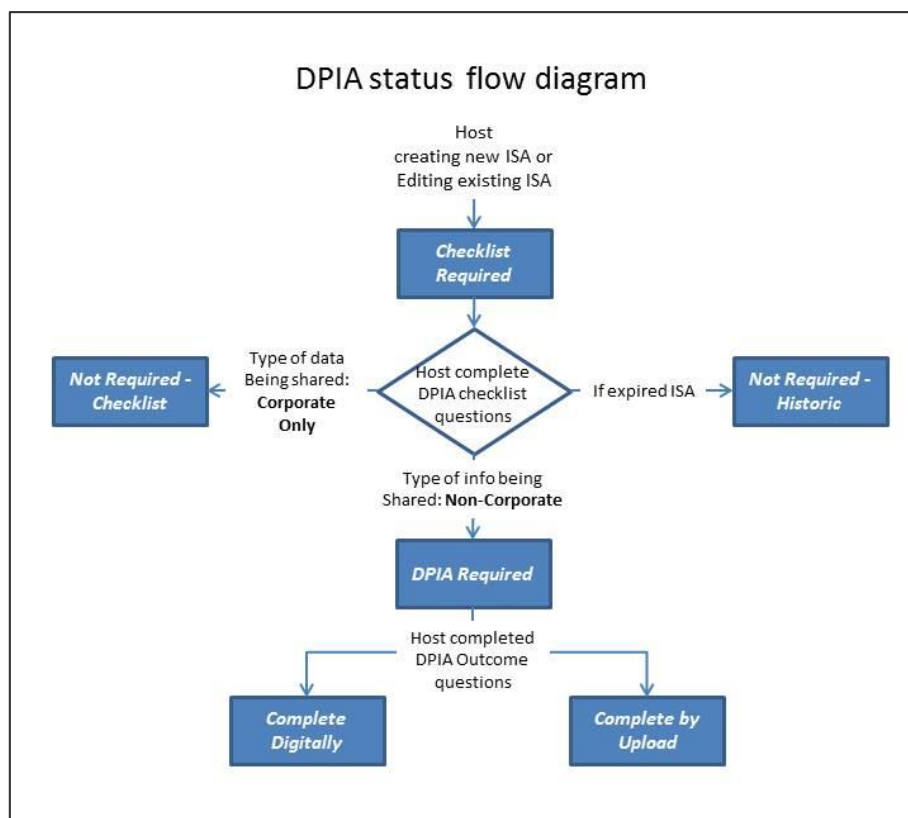 DPIA status flow diagram
Host
creating new ISA or
Editing existing ISA
Checklist
Required
Host complete
DPIA checklist
questions
Type of data
Being shared:
Corporate
Only
Not Required -
Checklist
If expired ISA
Not Required -
Historic
Type of info being
Shared: Non-Corporate
DPIA Required
Host completed
DPIA Outcome
questions
Complete
Digitally
Complete by
Upload